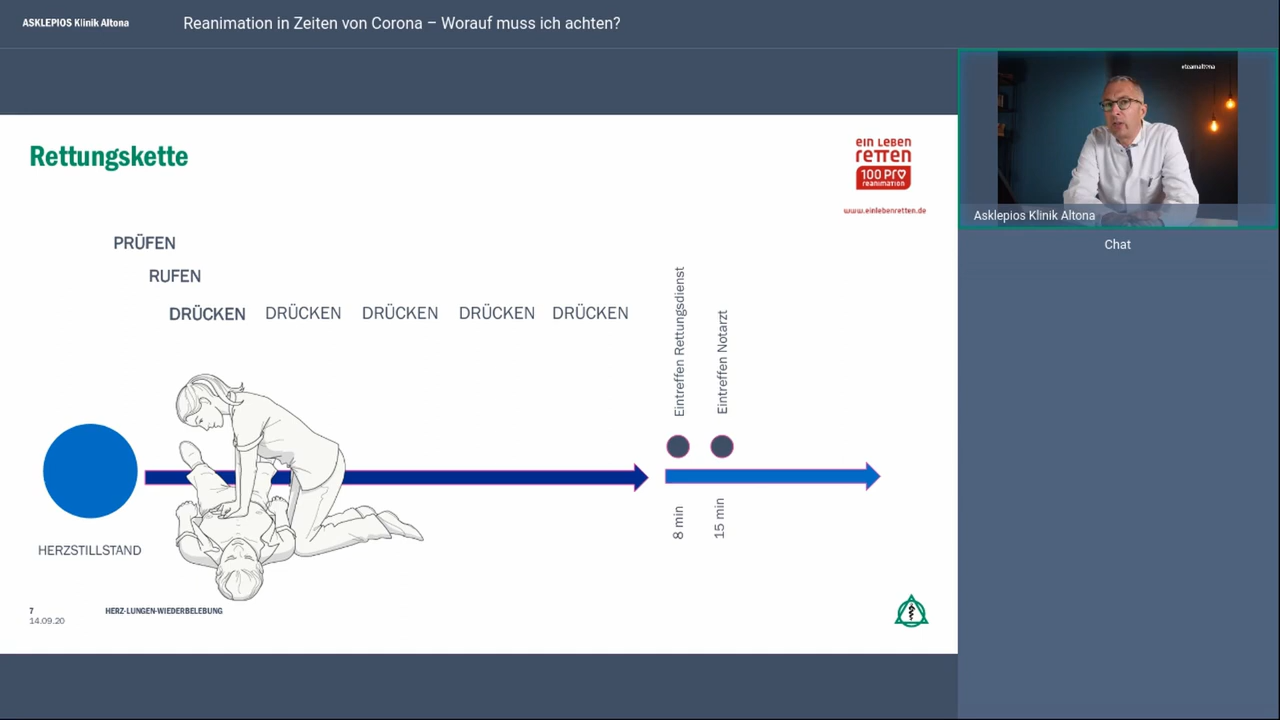 ASKLEPIOS Klinik Altona
Reanimation in Zeiten von Corona – Worauf muss ich achten?
Rettungskette
ein Leben
retten
100 Pro
reanimation
www.einlebenretten.de
PRÜFEN
RUFEN
DRÜCKEN DRÜCKEN DRÜCKEN DRÜCKEN DRÜCKEN
Eintreffen Rettungsdienst
Eintreffen Notarzt
8 min
15 min
HERZSTILLSTAND
7 HERZ-LUNGEN-WIEDERBELEBUNG
14.09.20
#teamaltona
Asklepios Klinik Altona
Chat